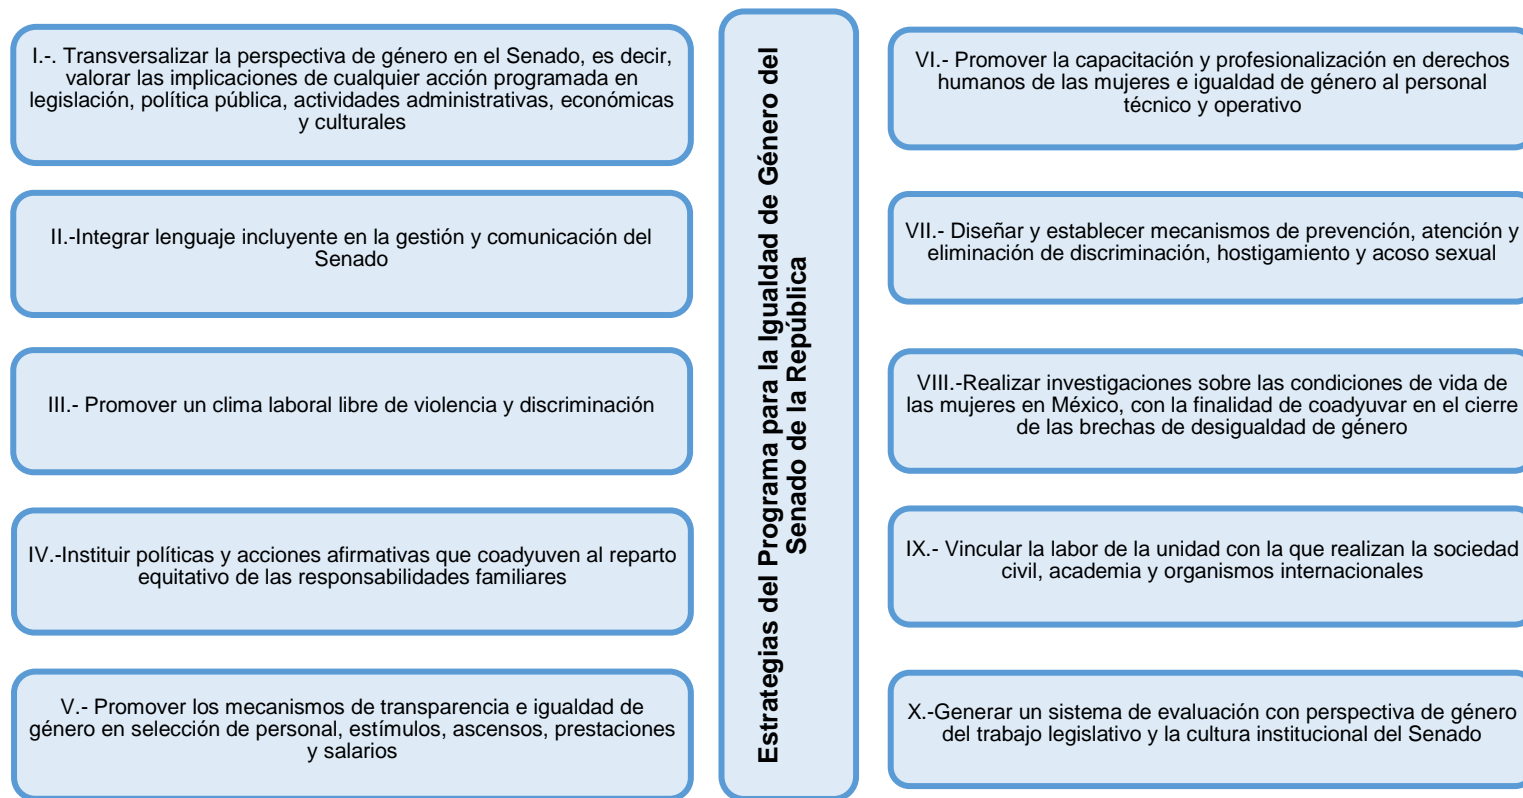 I.-. Transversalizar la perspectiva de género en el Senado, es decir,
valorar las implicaciones de cualquier acción programada en
legislación, política pública, actividades administrativas, económicas
y culturales
II.-Integrar lenguaje incluyente en la gestión y comunicación del
Senado
III.- Promover un clima laboral libre de violencia y discriminación
IV.-Instituir políticas y acciones afirmativas que coadyuven al reparto
equitativo de las responsabilidades familiares
V.- Promover los mecanismos de transparencia e igualdad de
género en selección de personal, estímulos, ascensos, prestaciones
y salarios
Estrategias del Programa para la Igualdad de Género del
Senado de la República
VI.- Promover la capacitación y profesionalización en derechos
humanos de las mujeres e igualdad de género al personal
técnico y operativo
VII.- Diseñar y establecer mecanismos de prevención, atención y
eliminación de discriminación, hostigamiento y acoso sexual
VIII.-Realizar investigaciones sobre las condiciones de vida de
las mujeres en México, con la finalidad de coadyuvar en el cierre
de las brechas de desigualdad de género
IX.- Vincular la labor de la unidad con la que realizan la sociedad
civil, academia y organismos internacionales
X.-Generar un sistema de evaluación con perspectiva de género
del trabajo legislativo y la cultura institucional del Senado